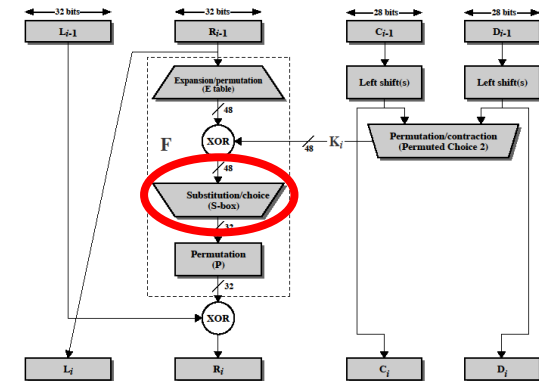 32 bits
32 bits
28 bits
28 bits
Li-1
Ri-1
Ci-1
Di-1
Expansion/permutation
(E table)
Left shift(s)
Left shift(s)
48
F
XOR
48
Ki
Permutation/contraction
(Permuted Choice 2)
48
Substitution/choice
(S-box)
32
Permutation
(P)
32
XOR
Li
Ri
Ci
Di